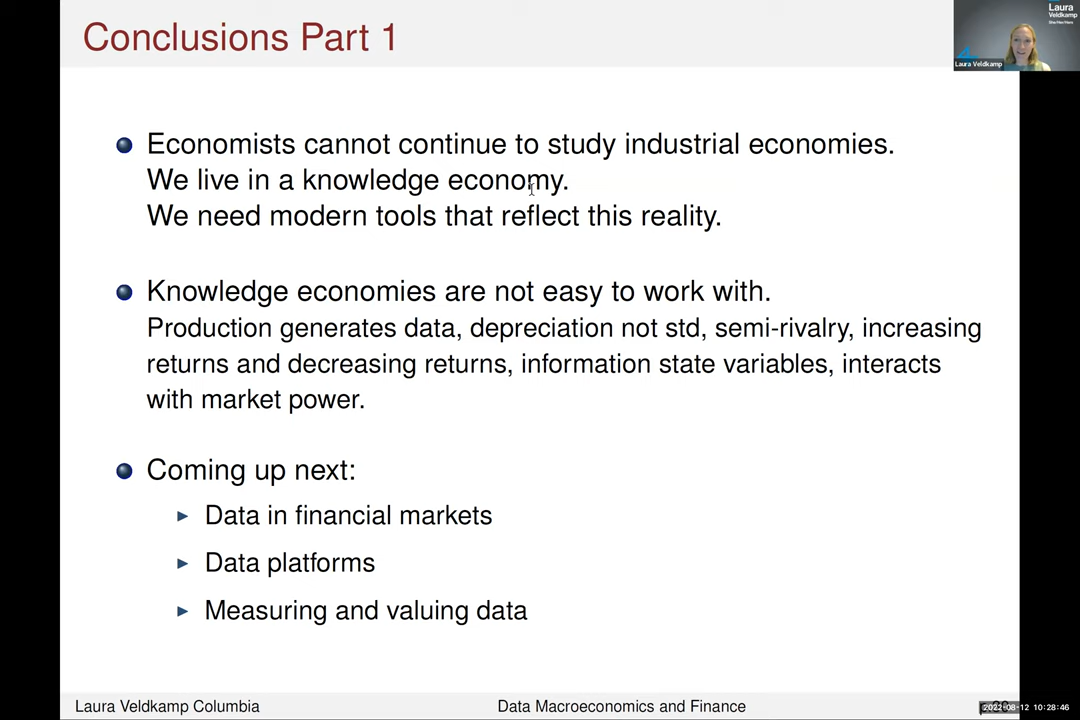 Conclusions Part 1
Laura
Veldkamp
Laura Veldkamp
Economists cannot continue to study industrial economies.
We live in a knowledge economy.
We need modern tools that reflect this reality.
Knowledge economies are not easy to work with.
Production generates data, depreciation not std, semi-rivalry, increasing
returns and decreasing returns, information state variables, interacts
with market power.
Coming up next:
Data in financial markets
Data platforms
Measuring and valuing data
Laura Veldkamp Columbia
Data Macroeconomics and Finance
2022-08-12 10:28:46